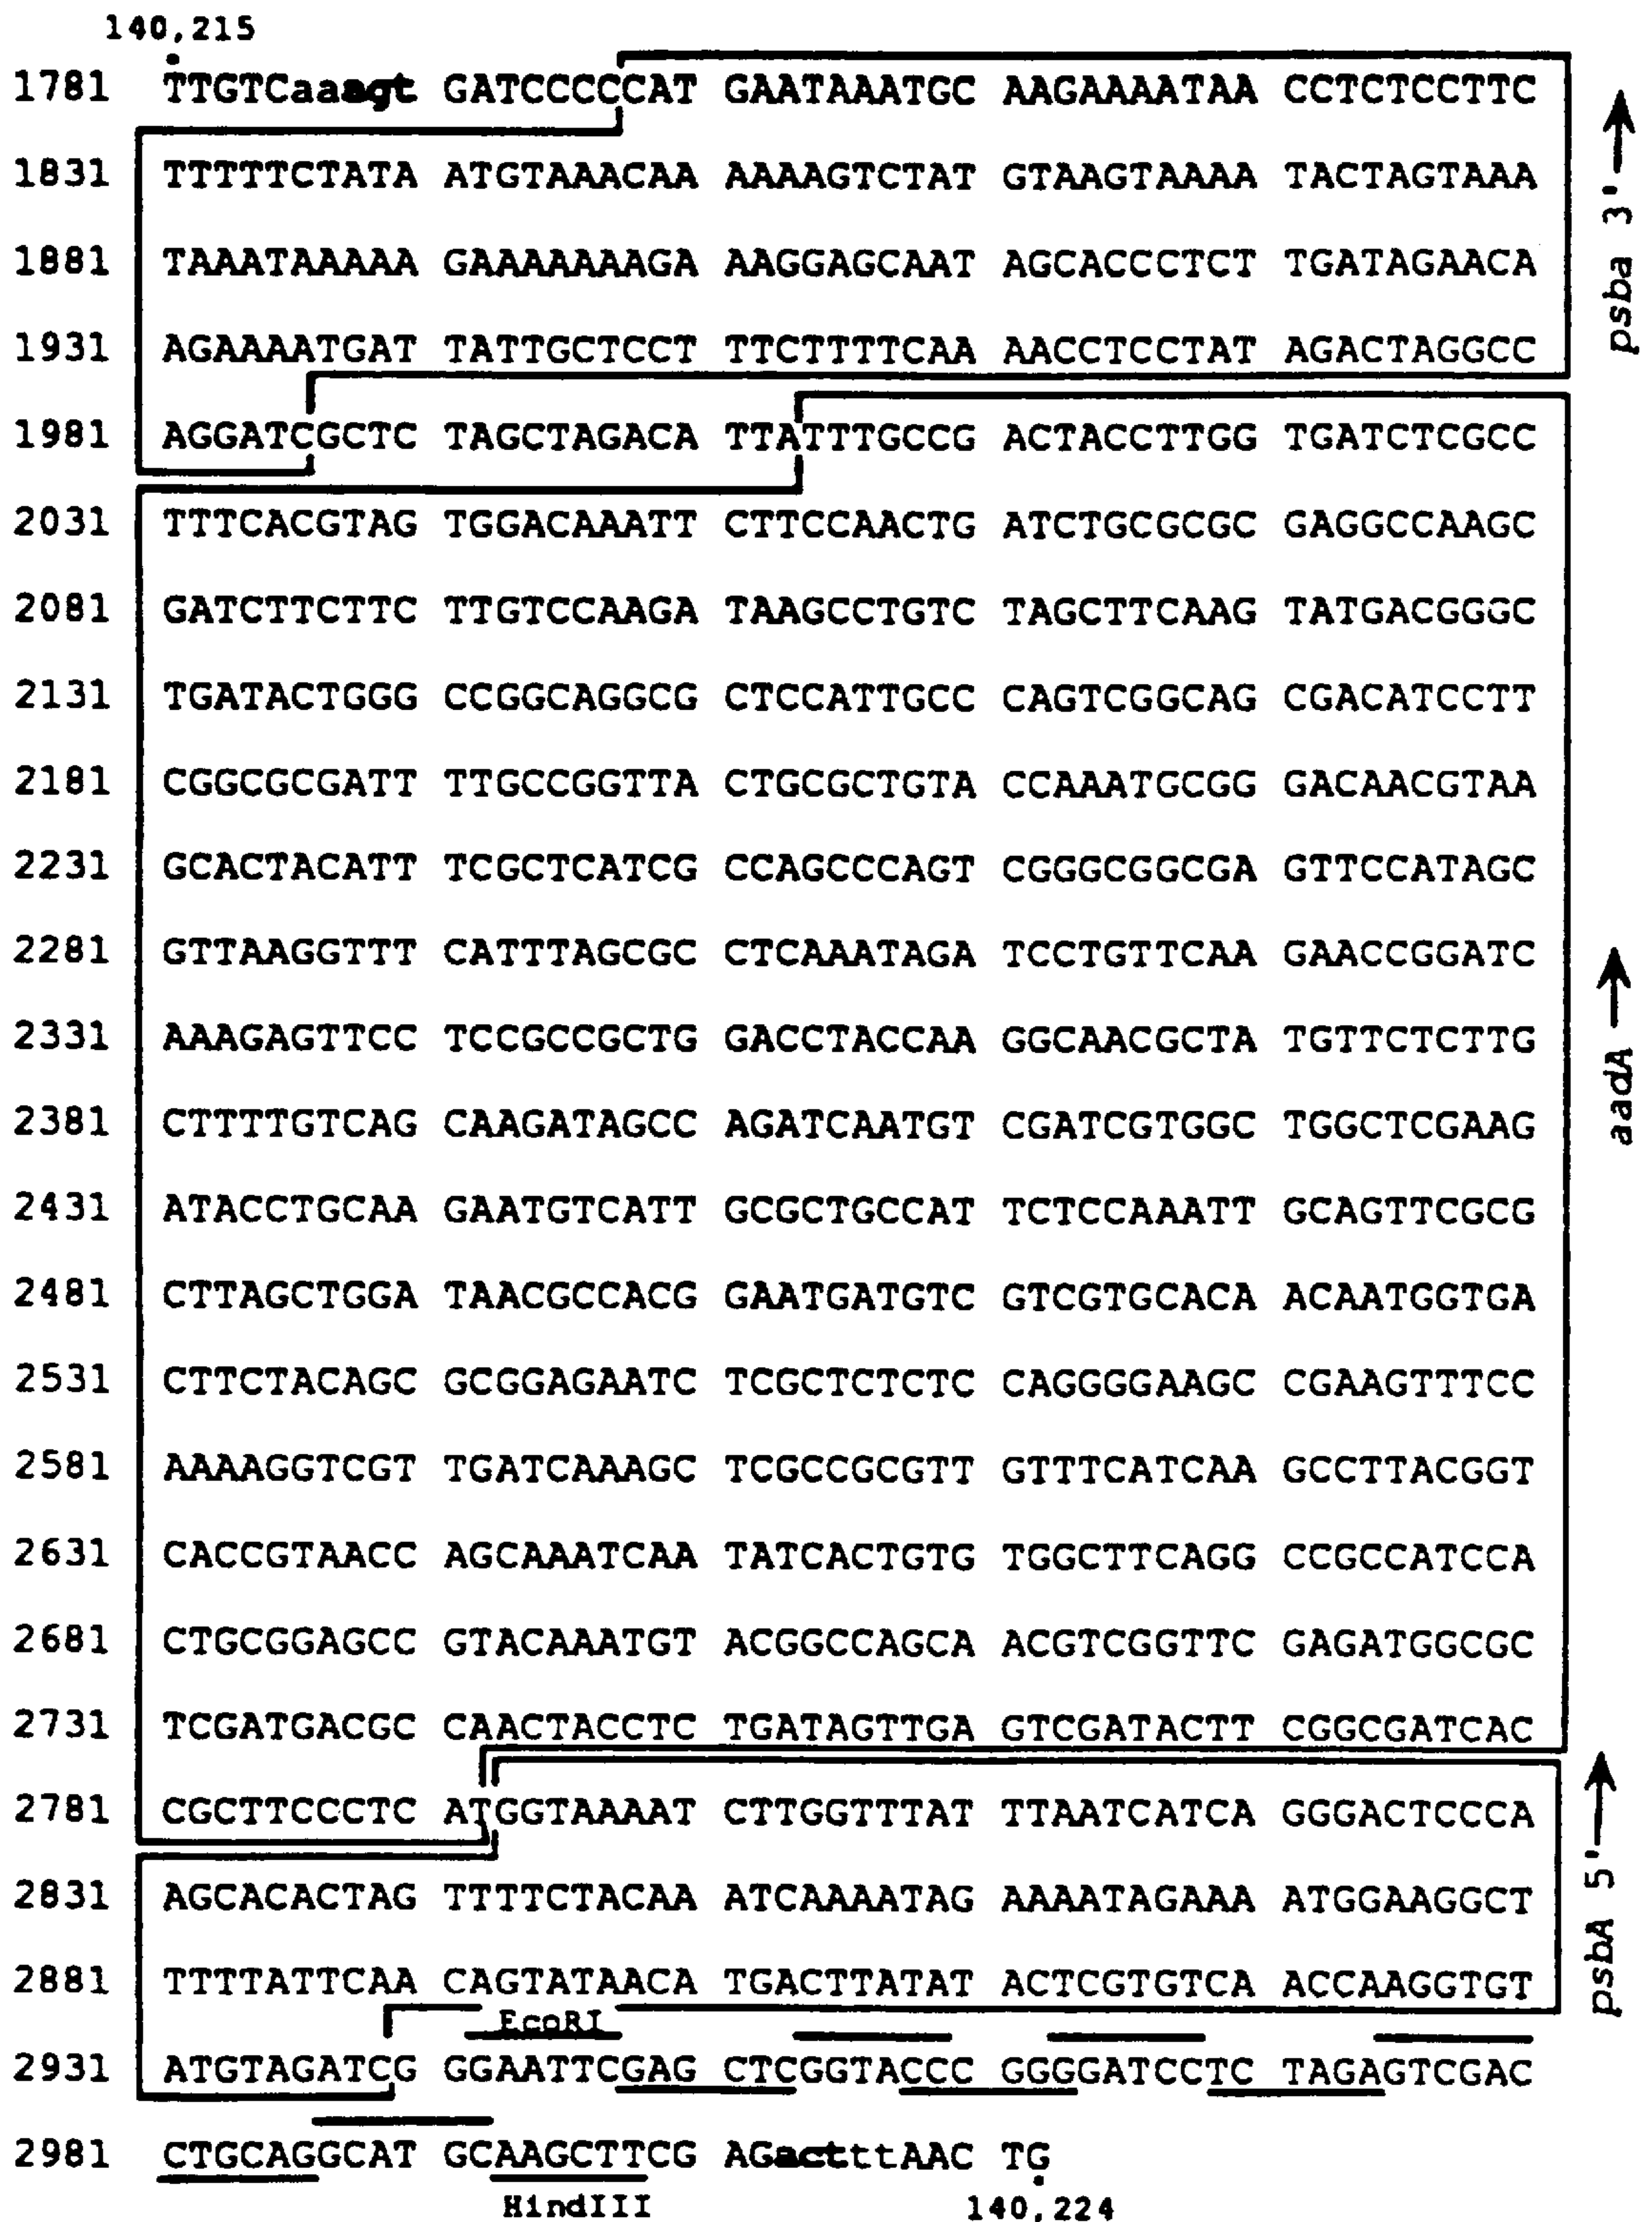 140,215
1781 TTGTCaaagt GATCCCCCAT GAATAAATGC AAGAAAATAA CCTCTCCTTC
1831 TTTTTCTATA ATGTAAACAA AAAAGTCTAT GTAAGTAAAA TACTAGTAAA
1881 TAAATAAAAA GAAAAAAAGA AAGGAGCAAT AGCACCCTCT TGATAGAACA
1931 AGAAAATGAT TATTGCTCCT TTCTTTTCAA AACCTCCTAT AGACTAGGCC
psba 3'
1981 AGGATCGCTC TAGCTAGACA TTATTTGCCG ACTACCTTGG TGATCTCGCC
2031 TTTCACGTAG TGGACAAATT CTTCCAACTG ATCTGCGCGC GAGGCCAAGC
2081 GATCTTCTTC TTGTCCAAGA TAAGCCTGTC TAGCTTCAAG TATGACGGGC
2131 TGATACTGGG CCGGCAGGCG CTCCATTGCC CAGTCGGCAG CGACATCCTT
2181 CGGCGCGATT TTGCCGGTTA CTGCGCTGTA CCAAATGCGG GACAACGTAA
2231 GCACTACATT TCGCTCATCG CCAGCCCAGT CGGGCGGCGA GTTCCATAGC
2281 GTTAAGGTTT CATTTAGCGC CTCAAATAGA TCCTGTTCAA GAACCGGATC
2331 AAAGAGTTCC TCCGCCGCTG GACCTACCAA GGCAACGCTA TGTTCTCTTG
2381 CTTTTGTCAG CAAGATAGCC AGATCAATGT CGATCGTGGC TGGCTCGAAG
aadA
2431 ATACCTGCAA GAATGTCATT GCGCTGCCAT TCTCCAAATT GCAGTTCGCG
2481 CTTAGCTGGA TAACGCCACG GAATGATGTC GTCGTGCACA ACAATGGTGA
2531 CTTCTACAGC GCGGAGAATC TCGCTCTCTC CAGGGGAAGC CGAAGTTTCC
2581 AAAAGGTCGT TGATCAAAGC TCGCCGCGTT GTTTCATCAA GCCTTACGGT
2631 CACCGTAACC AGCAAATCAA TATCACTGTG TGGCTTCAGG CCGCCATCCA
2681 CTGCGGAGCC GTACAAATGT ACGGCCAGCA ACGTCGGTTC GAGATGGCGC
2731 TCGATGACGC CAACTACCTC TGATAGTTGA GTCGATACTT CGGCGATCAC
2781 CGCTTCCCTC ATGGTAAAAT CTTGGTTTAT TTAATCATCA GGGACTCCCA
2831 AGCACACTAG TTTTCTACAA ATCAAAATAG AAAATAGAAA ATGGAAGGCT
2881 TTTTATTCAA CAGTATAACA TGACTTATAT ACTCGTGTCA ACCAAGGTGT
psbA 5'
EcoRI
2931 ATGTAGATCG GGAATTCGAG CTCGGTACCC GGGGATCCTC TAGAGTCGAC
2981 CTGCAGGCAT GCAAGCTTCG AGactttAAC TG
HindIII 140,224